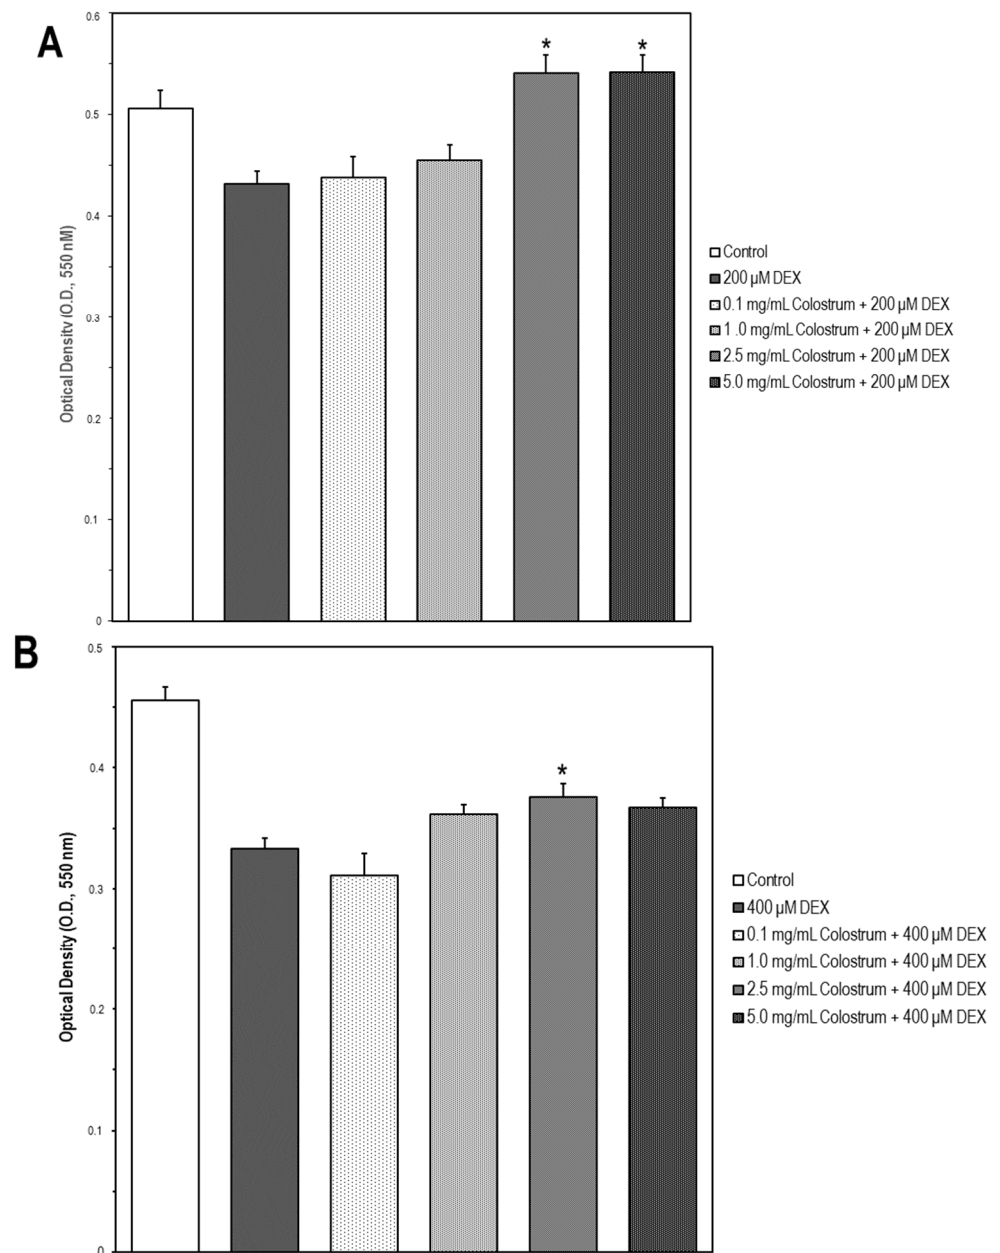 A
0.6
0.5
0.4
0.3
0.2
0.1
0
Optical Density (O.D., 550 nM)
*
*
Control
200 µM DEX
0.1 mg/mL Colostrum + 200 µM DEX
1 .0 mg/mL Colostrum + 200 µM DEX
2.5 mg/mL Colostrum + 200 µM DEX
5.0 mg/mL Colostrum + 200 µM DEX
B
0.5
0.4
0.3
0.2
0.1
0
Optical Density (O.D., 550 nm)
*
Control
400 µM DEX
0.1 mg/mL Colostrum + 400 µM DEX
1.0 mg/mL Colostrum + 400 µM DEX
2.5 mg/mL Colostrum + 400 µM DEX
5.0 mg/mL Colostrum + 400 µM DEX